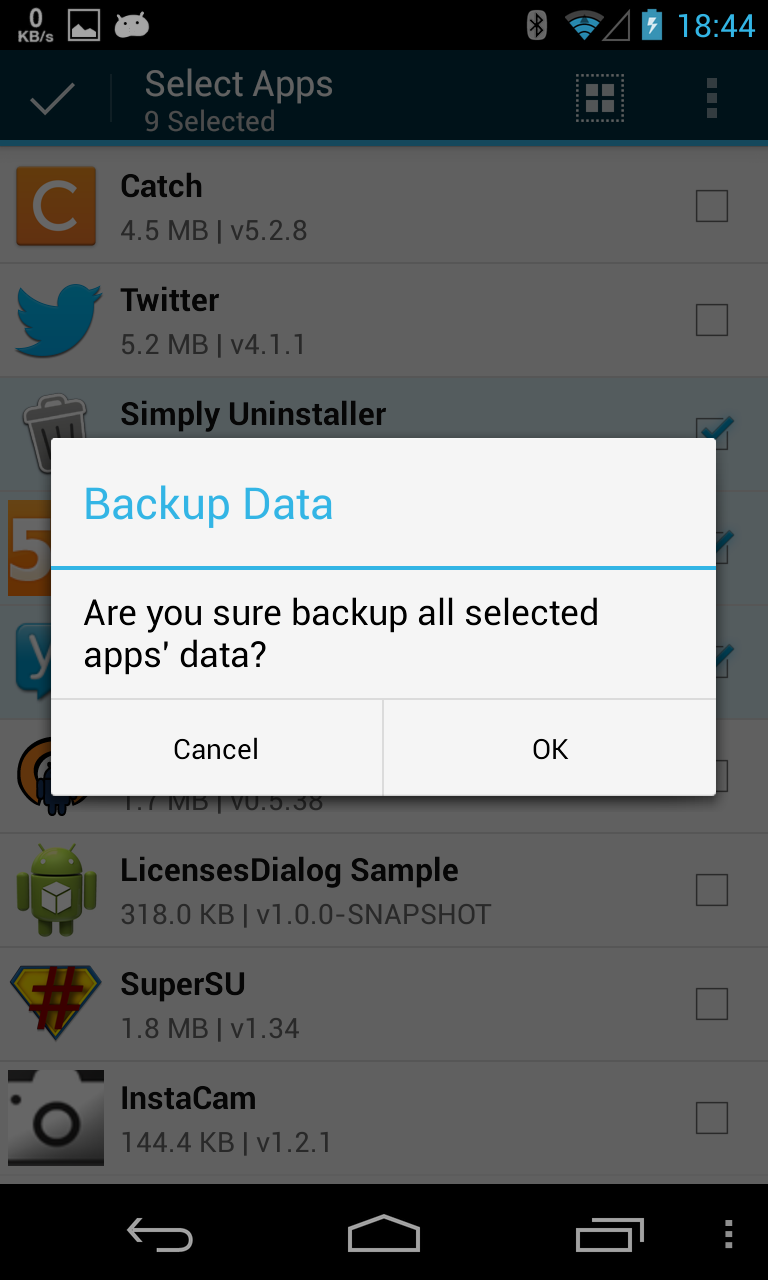 0
KB/s
18:44
Select Apps
9 Selected
C
Catch
4.5 MB | v5.2.8
Twitter
5.2 MB | v4.1.1
Simply Uninstaller
5
y
Backup Data
Are you sure backup all selected
apps' data?
Cancel
OK
1.7 MB | v0.5.38
LicensesDialog Sample
318.0 KB | v1.0.0-SNAPSHOT
#
SuperSU
1.8 MB | v1.34
InstaCam
144.4 KB | v1.2.1